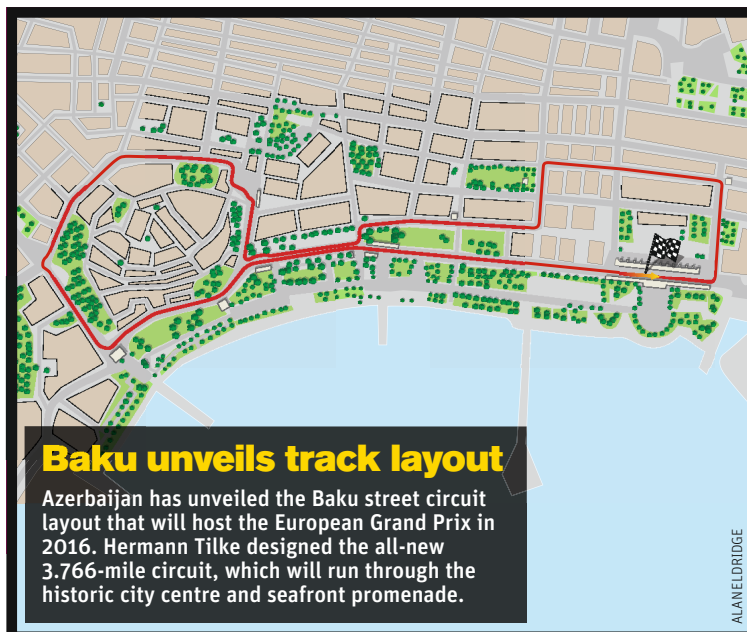 Baku unveils track layout
Azerbaijan has unveiled the Baku street circuit
layout that will host the European Grand Prix in
2016. Hermann Tilke designed the all-new
3.766-mile circuit, which will run through the
historic city centre and seafront promenade.
ALAN ELDRIDGE